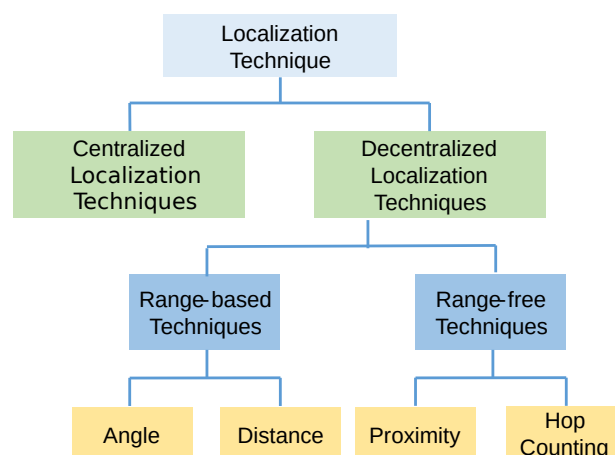 Localization
Technique
Centralized
Localization
Techniques
Decentralized
Localization
Techniques
Range-based
Techniques
Range-free
Techniques
Angle
Distance
Proximity
Hop
Counting